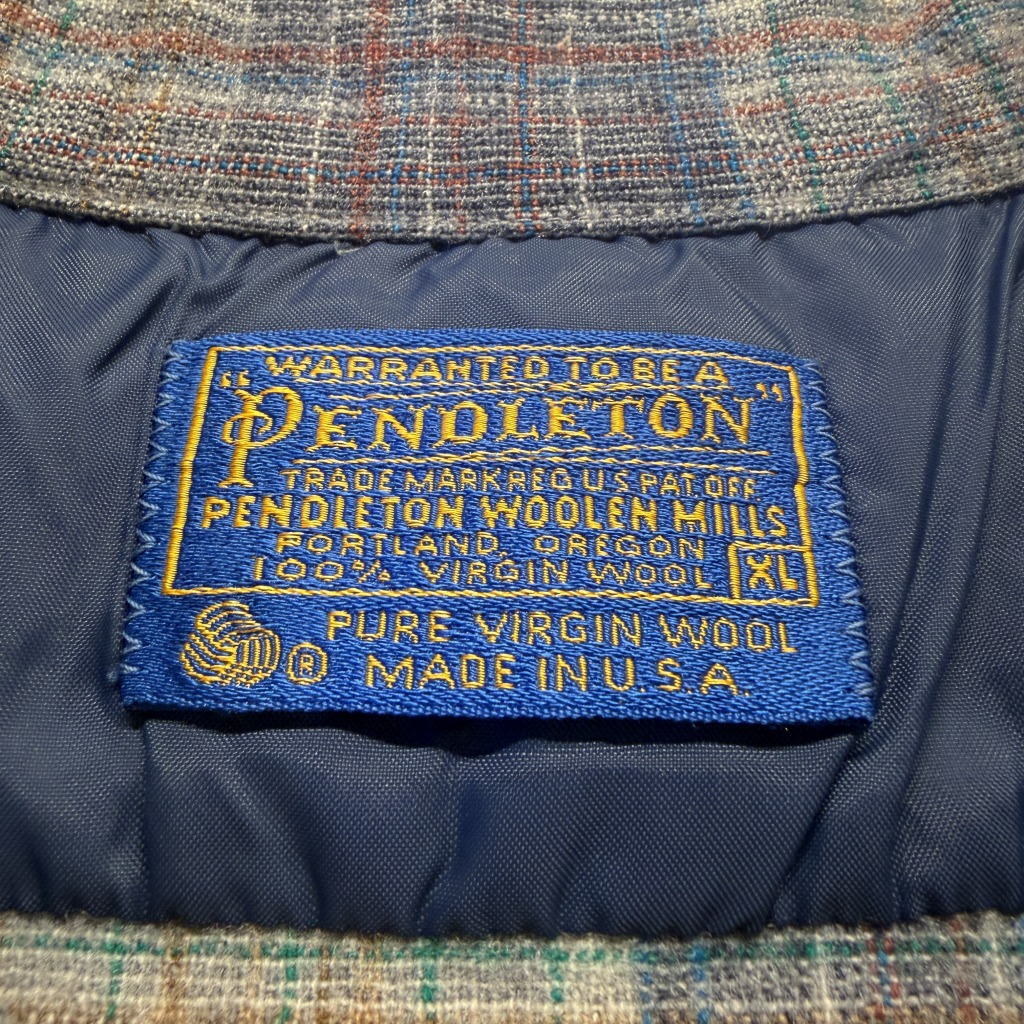 WARRANTED TO BE A
"PENDLETON"
TRADE MARK REG U S PAT. OFF.
PENDLETON WOOLEN MILLS
PORTLAND, OREGON
100% VIRGIN WOOL XL
PURE VIRGIN WOOL
® MADE IN U.S.A.